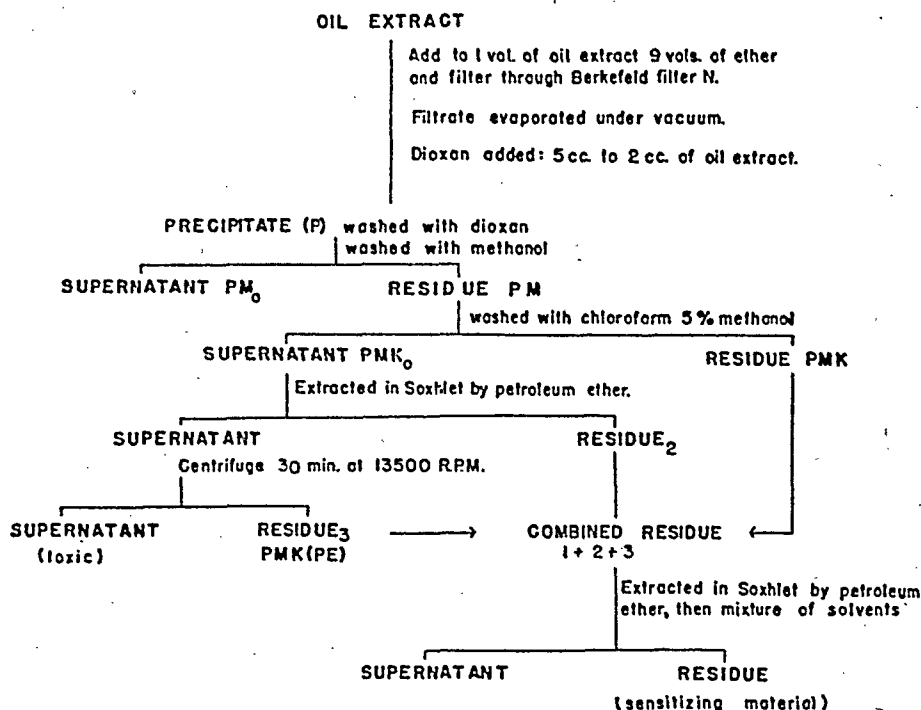 OIL EXTRACT
Add to 1 vol. of oil extract 9 vols. of ether
and filter through Berkefeld filter N.
Filtrate evaporated under vacuum.
Dioxan added: 5 cc. to 2 cc. of oil extract.
PRECIPITATE (P) washed with dioxan
washed with methanol
SUPERNATANT PM₀
RESIDUE PM
washed with chloroform 5% methanol
SUPERNATANT PMK₀
RESIDUE PMK
Extracted in Soxhlet by petroleum ether.
SUPERNATANT
RESIDUE₂
Centrifuge 30 min. at 13500 R.P.M.
SUPERNATANT
(toxic)
RESIDUE₃
PMK(PE)
COMBINED RESIDUE
1 + 2 + 3
Extracted in Soxhlet by petroleum
ether, then mixture of solvents
SUPERNATANT
RESIDUE
(sensitizing material)